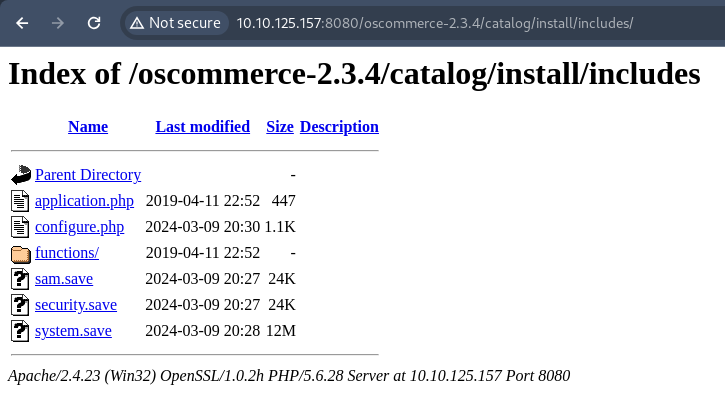 Not secure 10.10.125.157:8080/oscommerce-2.3.4/catalog/install/includes/
Index of /oscommerce-2.3.4/catalog/install/includes
Name Last modified Size Description
Parent Directory -
application.php 2019-04-11 22:52 447
configure.php 2024-03-09 20:30 1.1K
functions/ 2019-04-11 22:52 -
sam.save 2024-03-09 20:27 24K
security.save 2024-03-09 20:27 24K
system.save 2024-03-09 20:28 12M
Apache/2.4.23 (Win32) OpenSSL/1.0.2h PHP/5.6.28 Server at 10.10.125.157 Port 8080